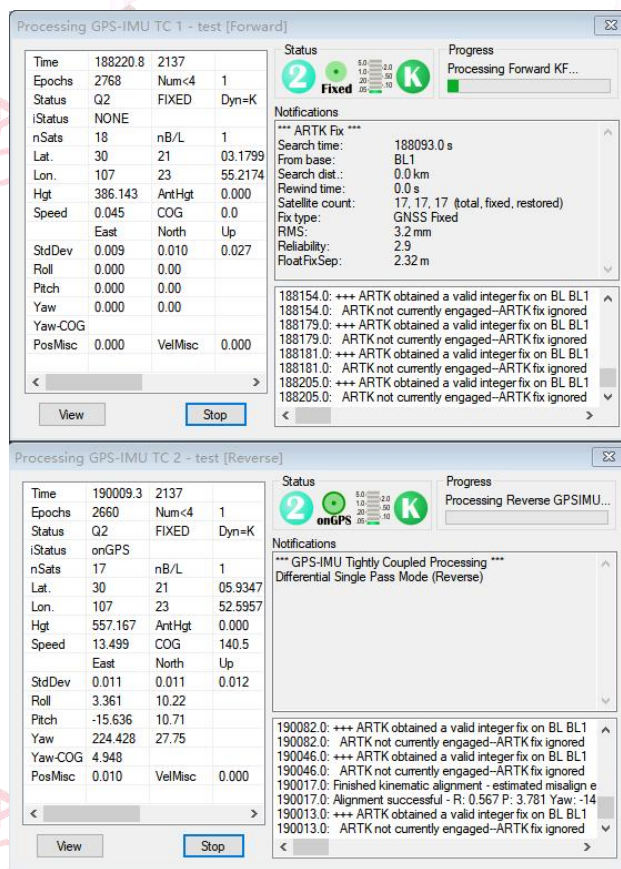 Processing GPS-IMU TC 1 - test [Forward]
Time 188220.8 2137
Epochs 2768 Num<4 1
Status Q2 FIXED Dyn=K
iStatus NONE
nSats 18 nB/L 1
Lat. 30 21 03.1799
Lon. 107 23 55.2174
Hgt 386.143 AntHgt 0.000
Speed 0.045 COG 0.0
East North Up
StdDev 0.009 0.010 0.027
Roll 0.000 0.00
Pitch 0.000 0.00
Yaw 0.000 0.00
Yaw-COG
PosMisc 0.000 VelMisc 0.000
View Stop
Status
2 Fixed 5.0 2.0 1.0 .50 .20 .10 .05 K
Progress
Processing Forward KF...
Notifications
*** ARTK Fix ***
Search time: 188093.0 s
From base: BL1
Search dist.: 0.0 km
Rewind time: 0.0 s
Satellite count: 17, 17, 17 (total, fixed, restored)
Fix type: GNSS Fixed
RMS: 3.2 mm
Reliability: 2.9
FloatFixSep: 2.32 m
188154.0: +++ ARTK obtained a valid integer fix on BL BL1
188154.0: ARTK not currently engaged--ARTK fix ignored
188179.0: +++ ARTK obtained a valid integer fix on BL BL1
188179.0: ARTK not currently engaged--ARTK fix ignored
188181.0: +++ ARTK obtained a valid integer fix on BL BL1
188181.0: ARTK not currently engaged--ARTK fix ignored
188205.0: +++ ARTK obtained a valid integer fix on BL BL1
188205.0: ARTK not currently engaged--ARTK fix ignored
Processing GPS-IMU TC 2 - test [Reverse]
Time 190009.3 2137
Epochs 2660 Num<4 1
Status Q2 FIXED Dyn=K
iStatus onGPS
nSats 17 nB/L 1
Lat. 30 21 05.9347
Lon. 107 23 52.5957
Hgt 557.167 AntHgt 0.000
Speed 13.499 COG 140.5
East North Up
StdDev 0.011 0.011 0.012
Roll 3.361 10.22
Pitch -15.636 10.71
Yaw 224.428 27.75
Yaw-COG 4.948
PosMisc 0.010 VelMisc 0.000
View Stop
Status
2 onGPS 5.0 2.0 1.0 .50 .20 .10 .05 K
Progress
Processing Reverse GPSIMU...
Notifications
*** GPS-IMU Tightly Coupled Processing ***
Differential Single Pass Mode (Reverse)
190082.0: +++ ARTK obtained a valid integer fix on BL BL1
190082.0: ARTK not currently engaged--ARTK fix ignored
190046.0: +++ ARTK obtained a valid integer fix on BL BL1
190046.0: ARTK not currently engaged--ARTK fix ignored
190017.0: Finished kinematic alignment - estimated misalign e
190017.0: Alignment successful - R: 0.567 P: 3.781 Yaw: -14
190013.0: +++ ARTK obtained a valid integer fix on BL BL1
190013.0: ARTK not currently engaged--ARTK fix ignored